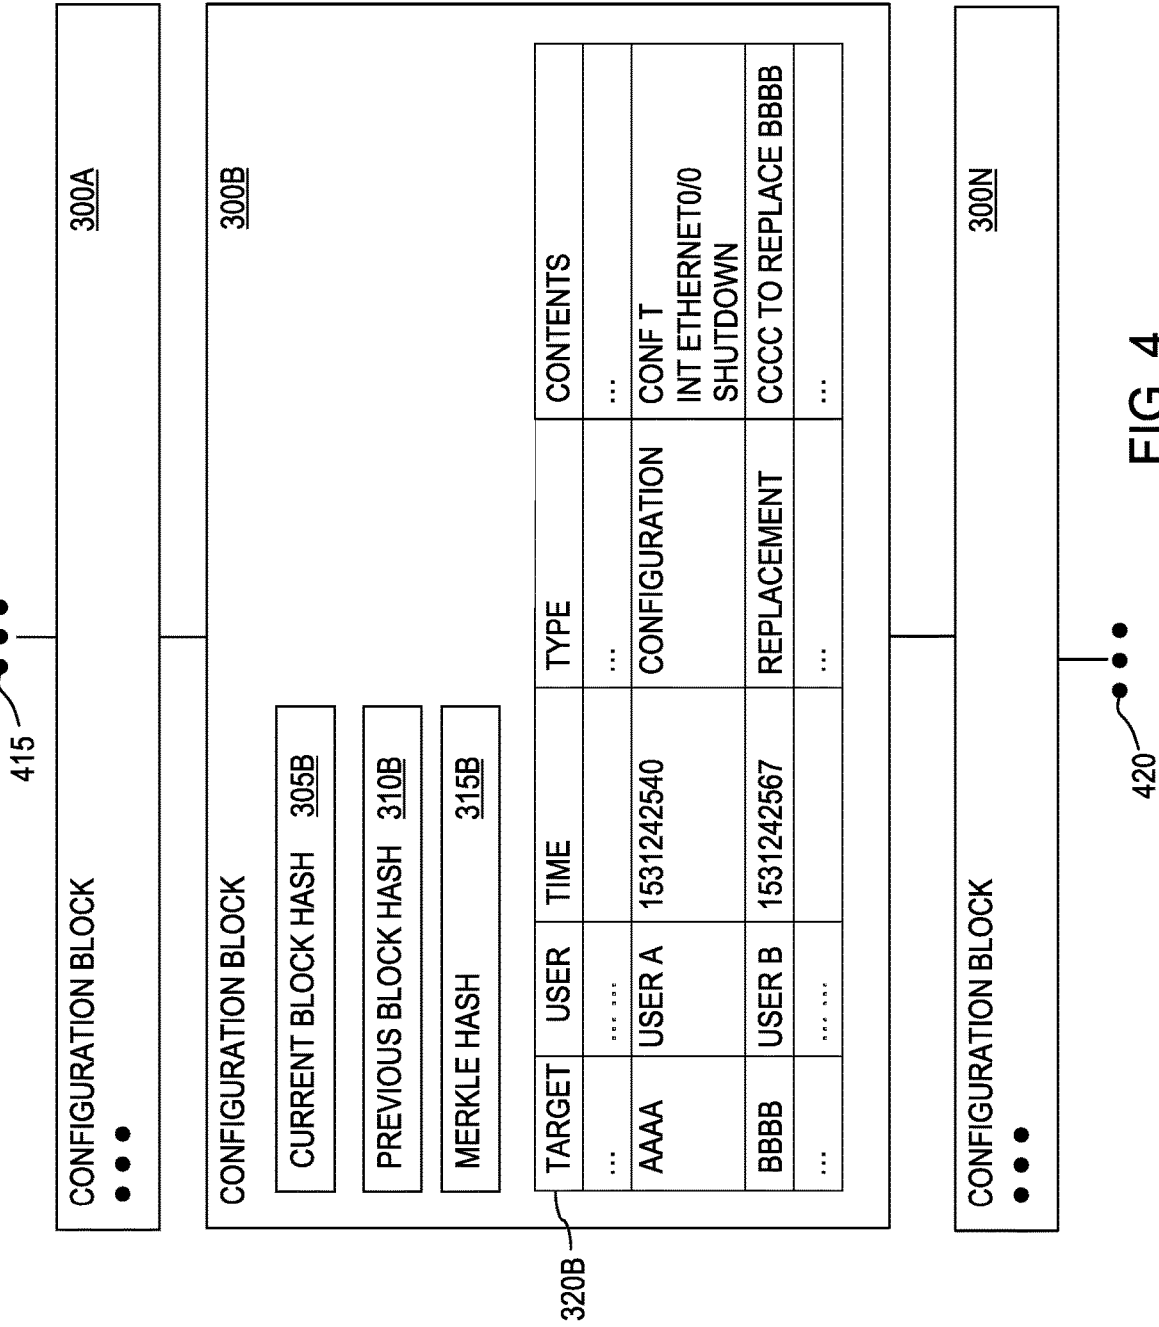 415
CONFIGURATION BLOCK 300A
CONFIGURATION BLOCK 300B
CURRENT BLOCK HASH 305B
PREVIOUS BLOCK HASH 310B
MERKLE HASH 315B
320B
TARGET USER TIME TYPE CONTENTS
... ... ... ... ...
AAAA USER A 1531242540 CONFIGURATION CONF T
INT ETHERNET0/0
SHUTDOWN
BBBB USER B 1531242567 REPLACEMENT CCCC TO REPLACE BBBB
... ... ... ... ...
CONFIGURATION BLOCK 300N
420
FIG. 4